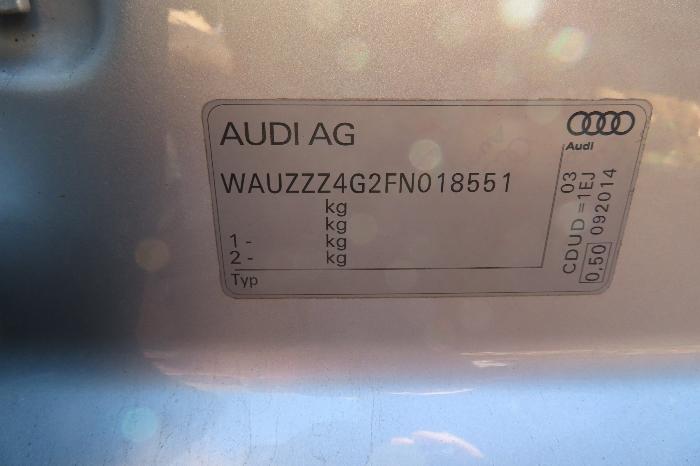 AUDI AG
Audi
WAUZZZ4G2FN018551
kg
kg
1 - kg
2 - kg
Typ
03
CDUD =1EJ
0,50 092014